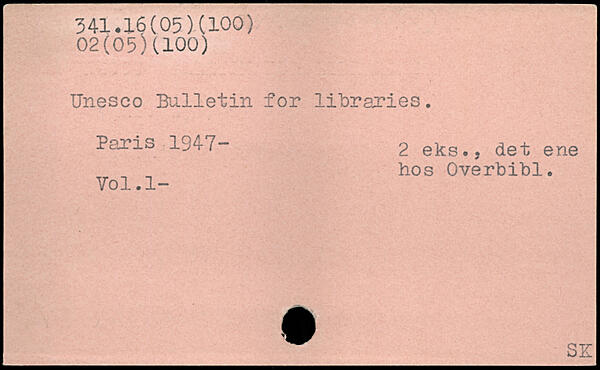 341.16(05)(100)
02(05)(100)
Unesco Bulletin for libraries.
Paris 1947-
2 eks., det ene
hos Overbibl.
Vol.1-
SK